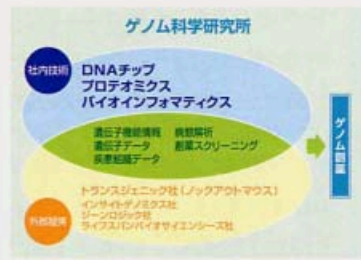 ゲノム科学研究所
社内技術
DNAチップ
プロテオミクス
バイオインフォマティクス
遺伝子機能情報 病態解析
遺伝子データ 創薬スクリーニング
疾患組織データ
ゲノム創薬
トランスジェニック社(ノックアウトマウス)
インサイトゲノミクス社
ジーンロジック社
ライフスパンバイオサイエンシーズ社
外部提携